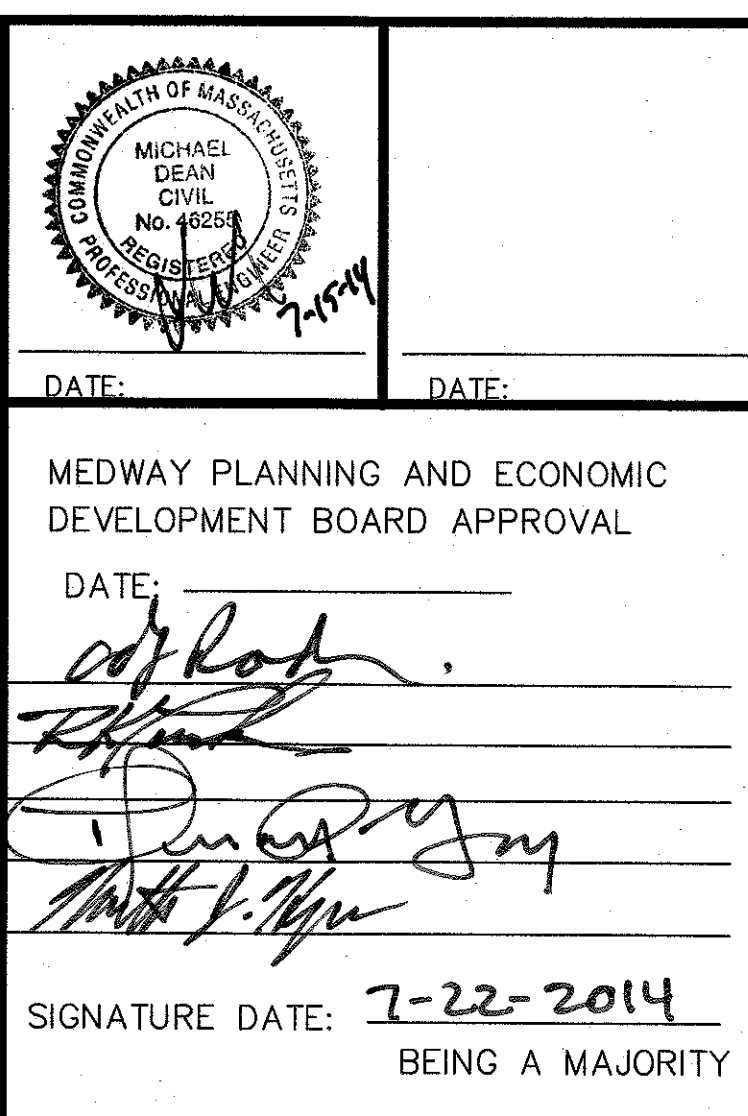 COMMONWEALTH OF MASSACHUSETTS
MICHAEL
DEAN
CIVIL
No. 46255
REGISTERED
PROFESSIONAL ENGINEER
7-15-14
DATE:
DATE:
MEDWAY PLANNING AND ECONOMIC
DEVELOPMENT BOARD APPROVAL
DATE:
SIGNATURE DATE: 7-22-2014
BEING A MAJORITY